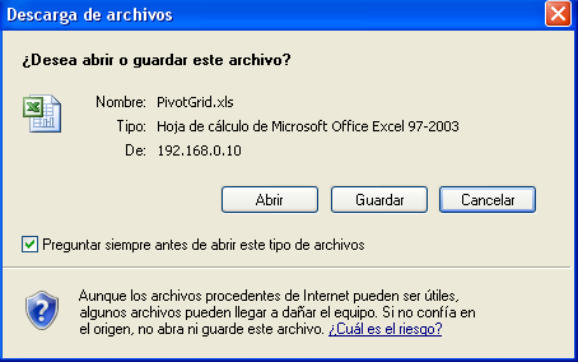 Descarga de archivos
¿Desea abrir o guardar este archivo?
Nombre: PivotGrid.xls
Tipo: Hoja de cálculo de Microsoft Office Excel 97-2003
De: 192.168.0.10
Abrir Guardar Cancelar
Preguntar siempre antes de abrir este tipo de archivos
Aunque los archivos procedentes de Internet pueden ser útiles,
algunos archivos pueden llegar a dañar el equipo. Si no confía en
el origen, no abra ni guarde este archivo. ¿Cuál es el riesgo?